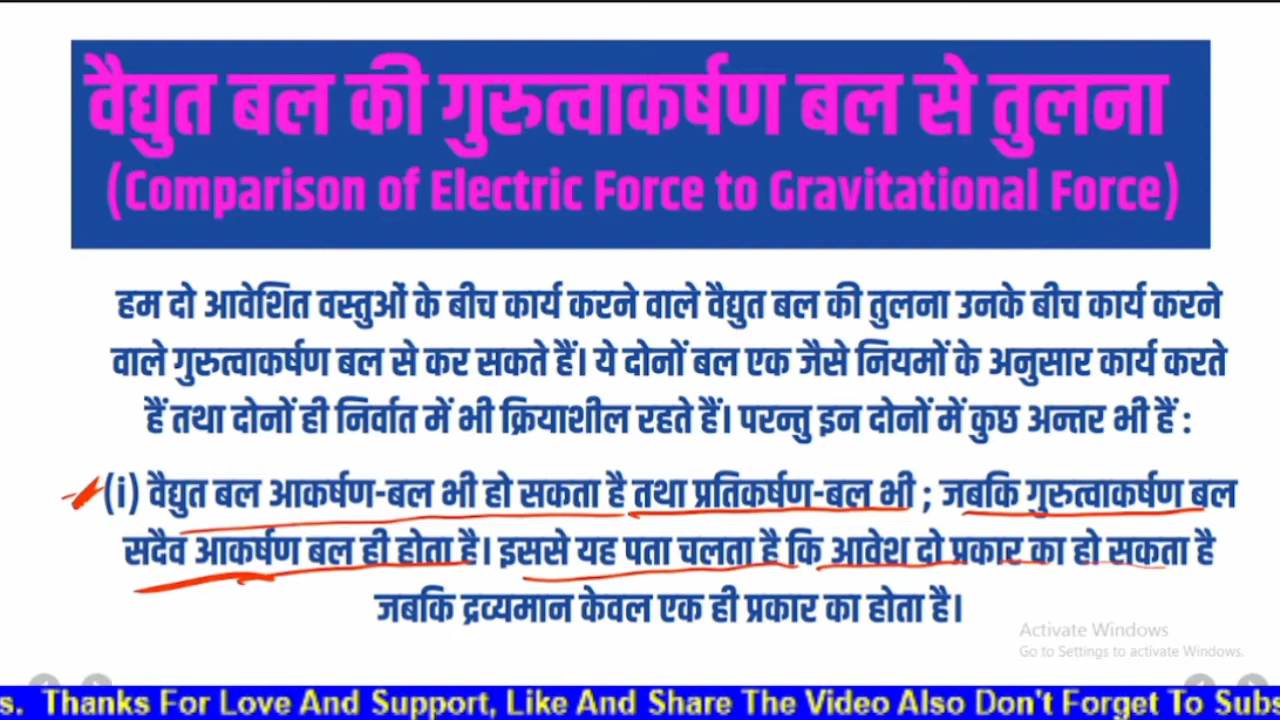 वैद्युत बल की गुरुत्वाकर्षण बल से तुलना
(Comparison of Electric Force to Gravitational Force)
हम दो आवेशित वस्तुओं के बीच कार्य करने वाले वैद्युत बल की तुलना उनके बीच कार्य करने
वाले गुरुत्वाकर्षण बल से कर सकते हैं। ये दोनों बल एक जैसे नियमों के अनुसार कार्य करते
हैं तथा दोनों ही निर्वात में भी क्रियाशील रहते हैं। परन्तु इन दोनों में कुछ अन्तर भी हैं :
(i) वैद्युत बल आकर्षण-बल भी हो सकता है तथा प्रतिकर्षण-बल भी ; जबकि गुरुत्वाकर्षण बल
सदैव आकर्षण बल ही होता है। इससे यह पता चलता है कि आवेश दो प्रकार का हो सकता है
जबकि द्रव्यमान केवल एक ही प्रकार का होता है।
Activate Windows
Go to Settings to activate Windows.
s. Thanks For Love And Support, Like And Share The Video Also Don't Forget To Subs